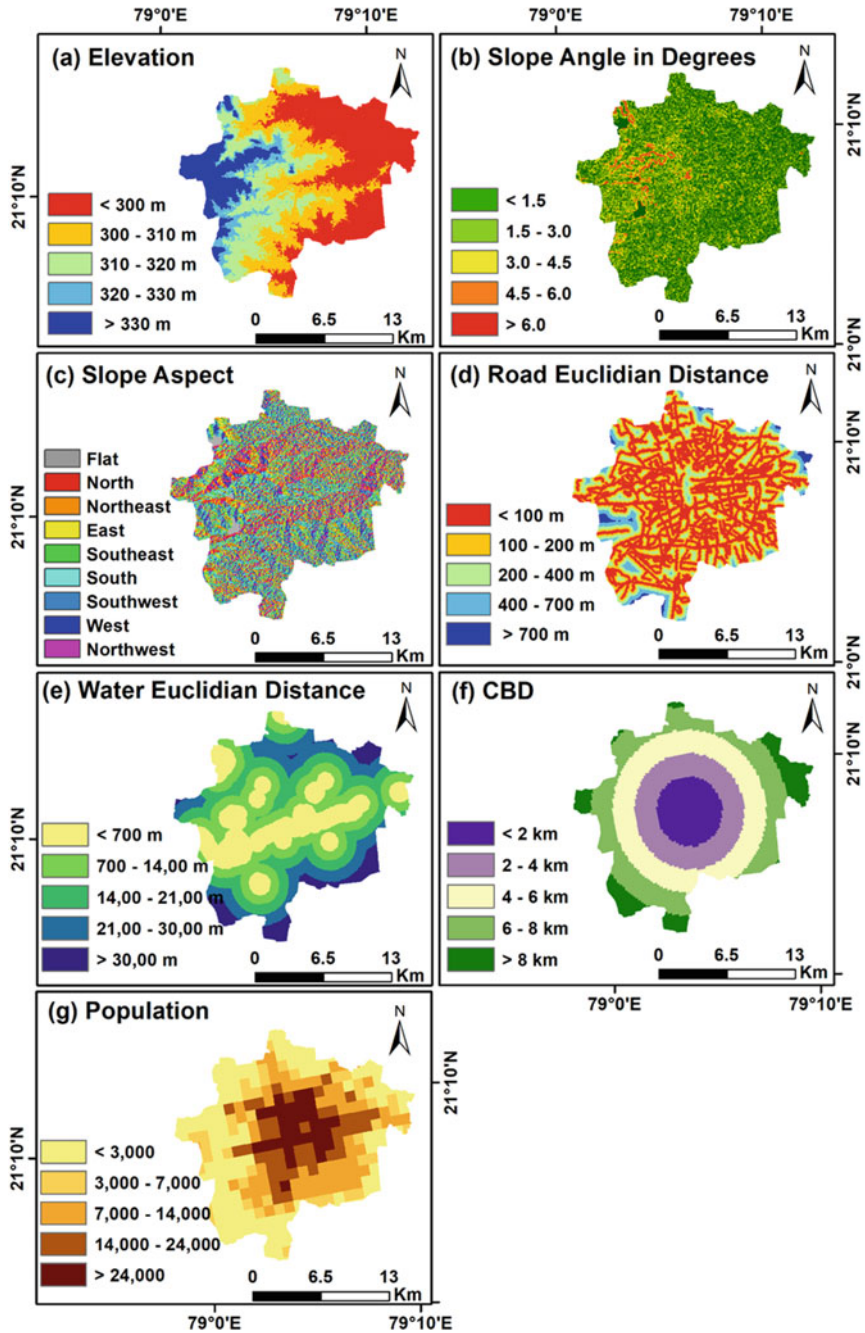 79°0'E 79°10'E 79°0'E 79°10'E
(a) Elevation
N
< 300 m
300 - 310 m
310 - 320 m
320 - 330 m
> 330 m
0 6.5 13
Km
21°10'N
(b) Slope Angle in Degrees
N
< 1.5
1.5 - 3.0
3.0 - 4.5
4.5 - 6.0
> 6.0
0 6.5 13
Km
21°10'N
21°0'N
(c) Slope Aspect
N
Flat
North
Northeast
East
Southeast
South
Southwest
West
Northwest
0 6.5 13
Km
21°10'N
(d) Road Euclidian Distance
N
< 100 m
100 - 200 m
200 - 400 m
400 - 700 m
> 700 m
0 6.5 13
Km
21°10'N
21°0'N
(e) Water Euclidian Distance
N
< 700 m
700 - 14,00 m
14,00 - 21,00 m
21,00 - 30,00 m
> 30,00 m
0 6.5 13
Km
21°10'N
(f) CBD
N
< 2 km
2 - 4 km
4 - 6 km
6 - 8 km
> 8 km
0 6.5 13
Km
21°10'N
21°0'N
79°0'E 79°10'E
(g) Population
N
< 3,000
3,000 - 7,000
7,000 - 14,000
14,000 - 24,000
> 24,000
0 6.5 13
Km
21°10'N
21°10'N
21°0'N
79°0'E 79°10'E